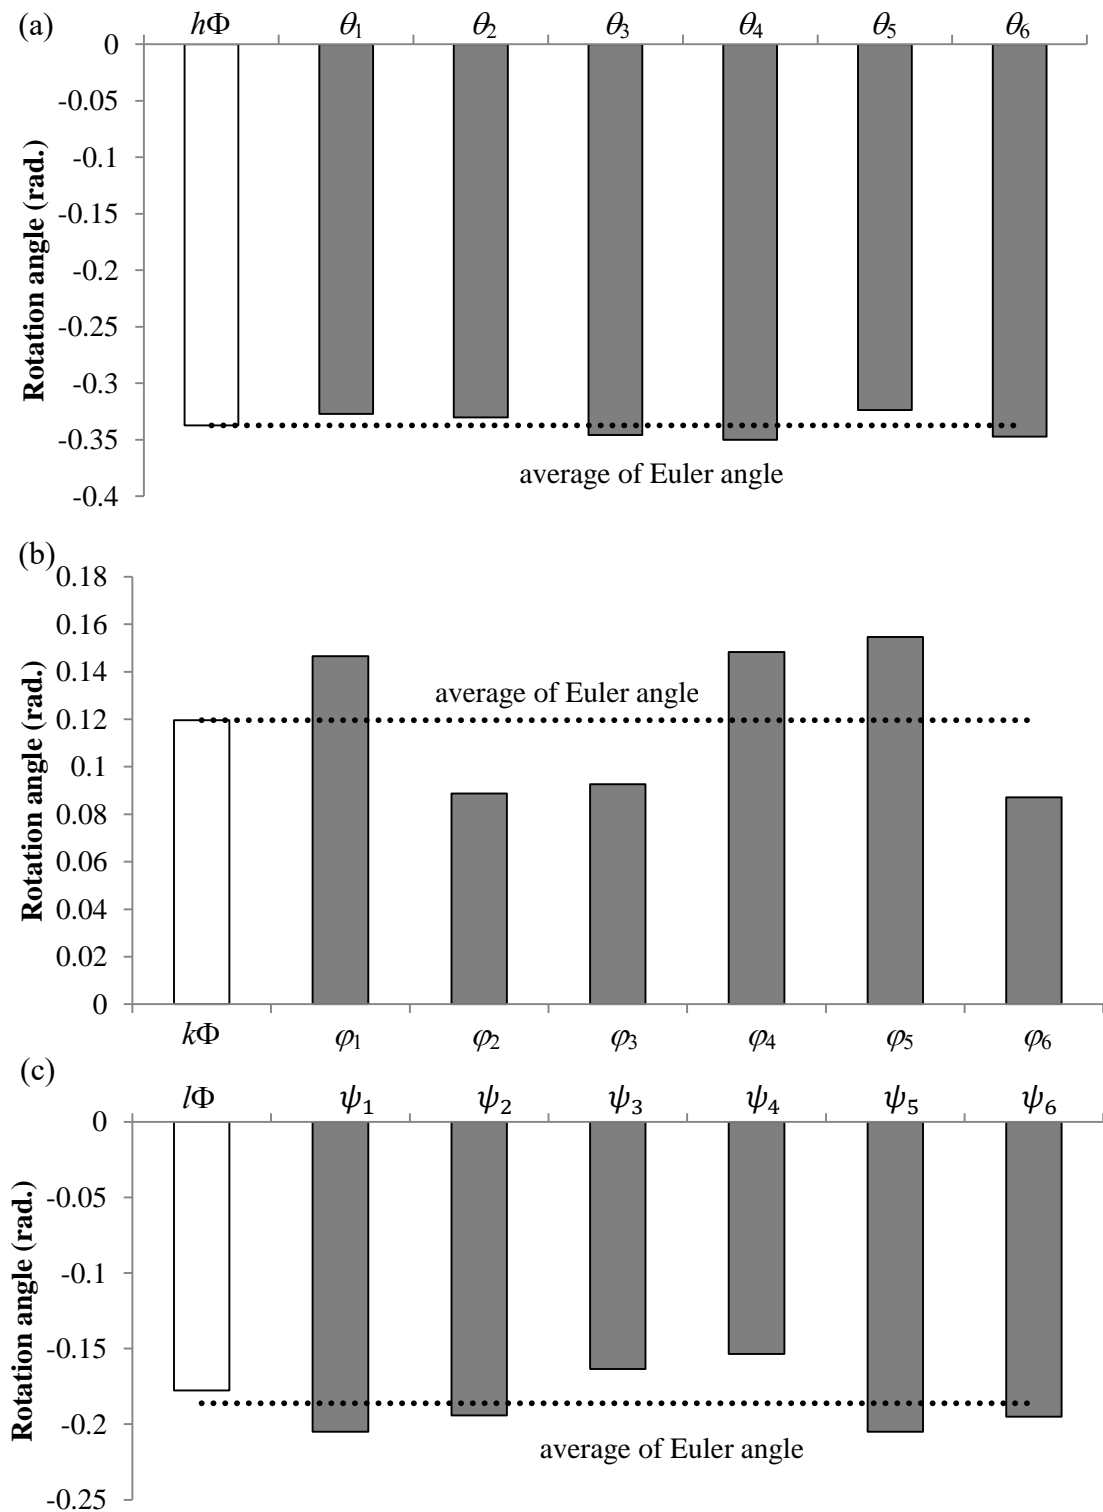 (a)
hΦ θ1 θ2 θ3 θ4 θ5 θ6
0
-0.05
-0.1
-0.15
-0.2
-0.25
-0.3
-0.35
-0.4
Rotation angle (rad.)
average of Euler angle
(b)
0.18
0.16
0.14
0.12
0.1
0.08
0.06
0.04
0.02
0
Rotation angle (rad.)
average of Euler angle
kΦ φ1 φ2 φ3 φ4 φ5 φ6
(c)
lΦ ψ1 ψ2 ψ3 ψ4 ψ5 ψ6
0
-0.05
-0.1
-0.15
-0.2
-0.25
Rotation angle (rad.)
average of Euler angle